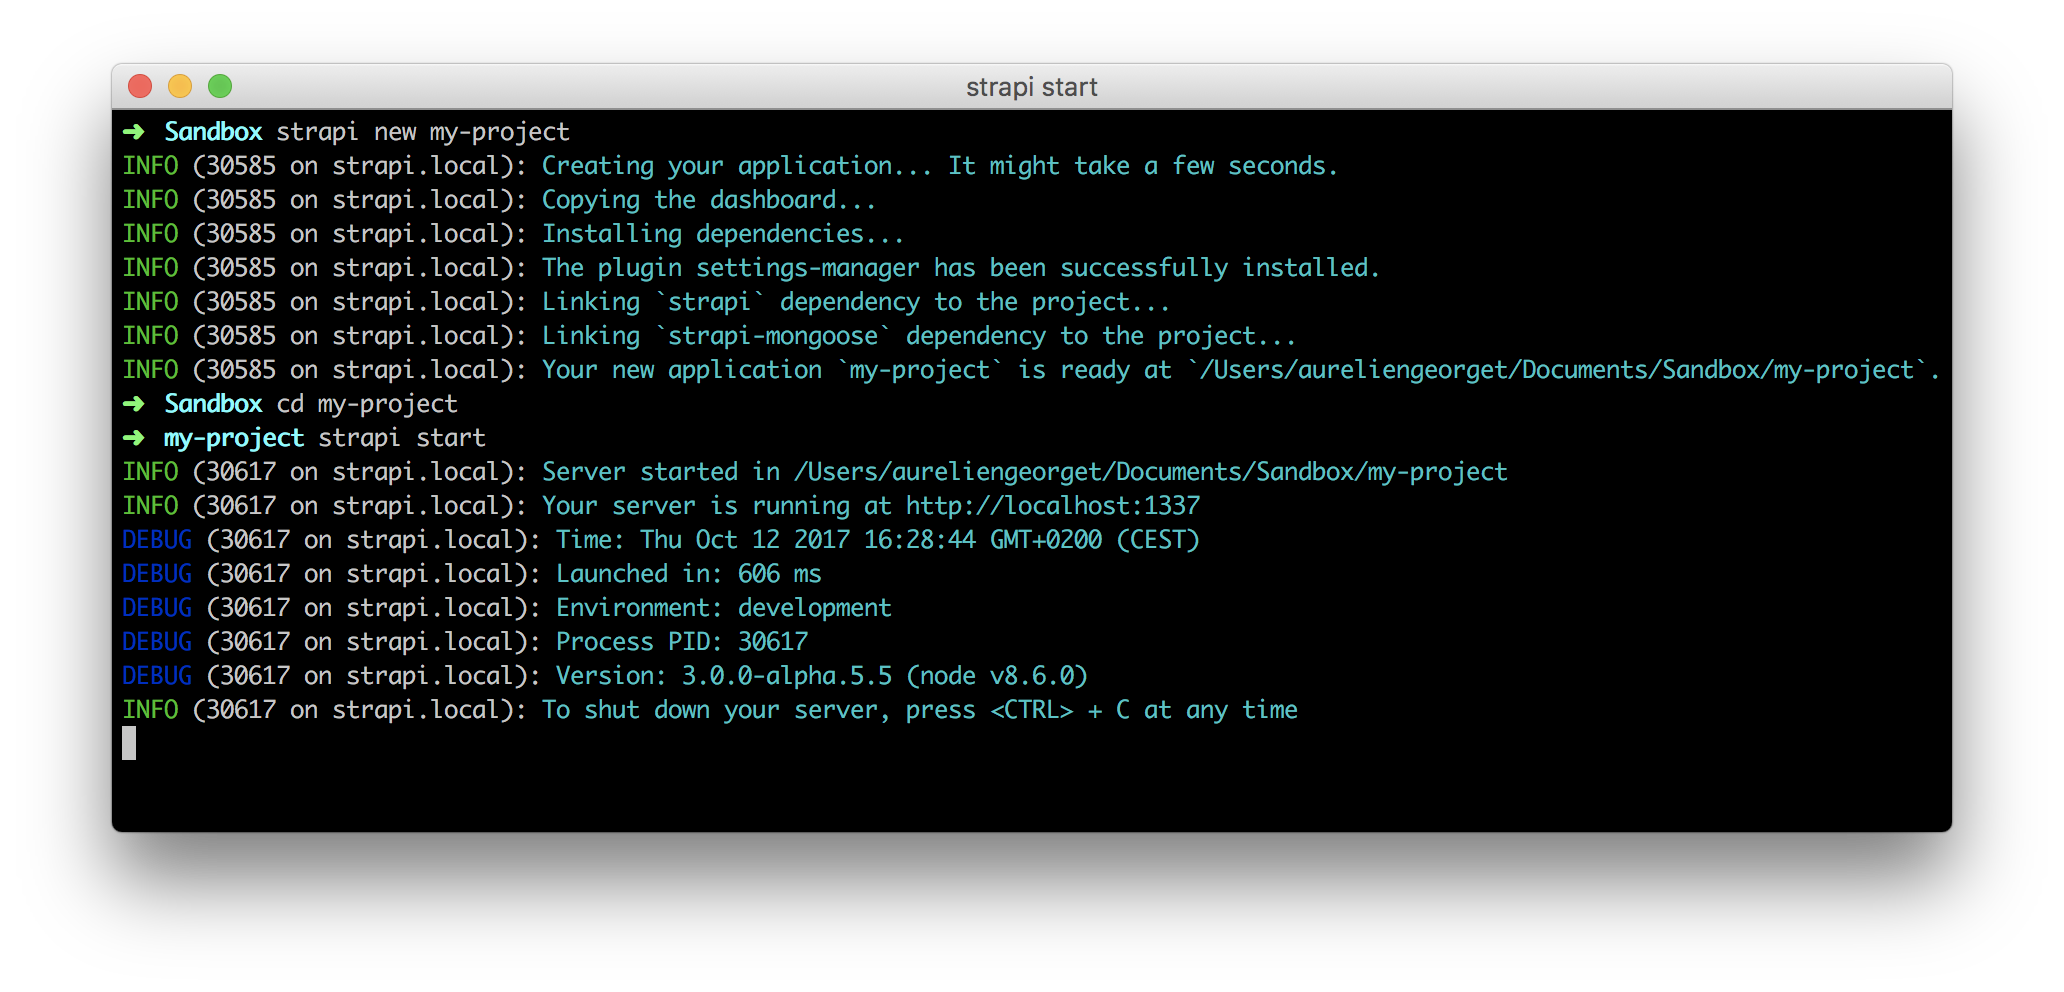 strapi start
➜ Sandbox strapi new my-project
INFO (30585 on strapi.local): Creating your application... It might take a few seconds.
INFO (30585 on strapi.local): Copying the dashboard...
INFO (30585 on strapi.local): Installing dependencies...
INFO (30585 on strapi.local): The plugin settings-manager has been successfully installed.
INFO (30585 on strapi.local): Linking `strapi` dependency to the project...
INFO (30585 on strapi.local): Linking `strapi-mongoose` dependency to the project...
INFO (30585 on strapi.local): Your new application `my-project` is ready at `/Users/aureliengeorget/Documents/Sandbox/my-project`.
➜ Sandbox cd my-project
➜ my-project strapi start
INFO (30617 on strapi.local): Server started in /Users/aureliengeorget/Documents/Sandbox/my-project
INFO (30617 on strapi.local): Your server is running at http://localhost:1337
DEBUG (30617 on strapi.local): Time: Thu Oct 12 2017 16:28:44 GMT+0200 (CEST)
DEBUG (30617 on strapi.local): Launched in: 606 ms
DEBUG (30617 on strapi.local): Environment: development
DEBUG (30617 on strapi.local): Process PID: 30617
DEBUG (30617 on strapi.local): Version: 3.0.0-alpha.5.5 (node v8.6.0)
INFO (30617 on strapi.local): To shut down your server, press <CTRL> + C at any time